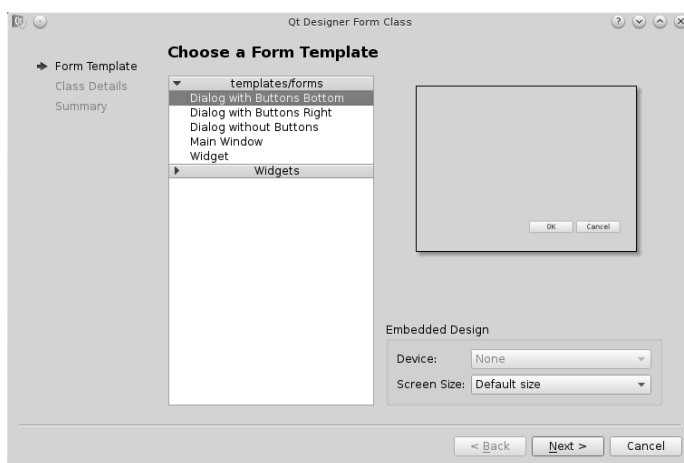 Qt Designer Form Class
Form Template
Class Details
Summary
Choose a Form Template
templates/forms
Dialog with Buttons Bottom
Dialog with Buttons Right
Dialog without Buttons
Main Window
Widget
Widgets
OK Cancel
Embedded Design
Device: None
Screen Size: Default size
< Back Next > Cancel